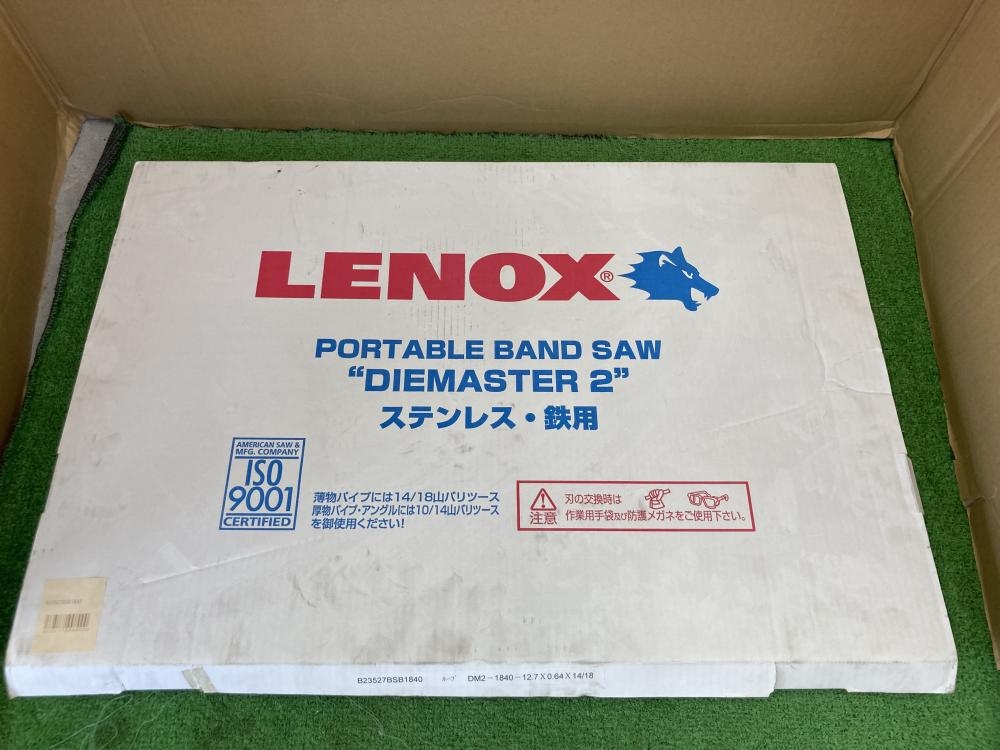 LENOX®
PORTABLE BAND SAW
“DIEMASTER 2”
ステンレス・鉄用
AMERICAN SAW &
MFG. COMPANY
ISO
9001
CERTIFIED
薄物パイプには14/18山バリツース
厚物パイプ・アングルには10/14山バリツース
を御使用ください!
注意
刃の交換時は
作業用手袋及び防護メガネをご使用下さい。
B23527BSB1840 ループ DM2-1840-12.7X0.64X14/18